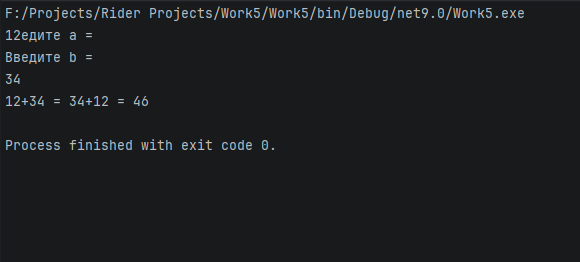 F:/Projects/Rider Projects/Work5/Work5/bin/Debug/net9.0/Work5.exe
12едите a =
Введите b =
34
12+34 = 34+12 = 46
Process finished with exit code 0.